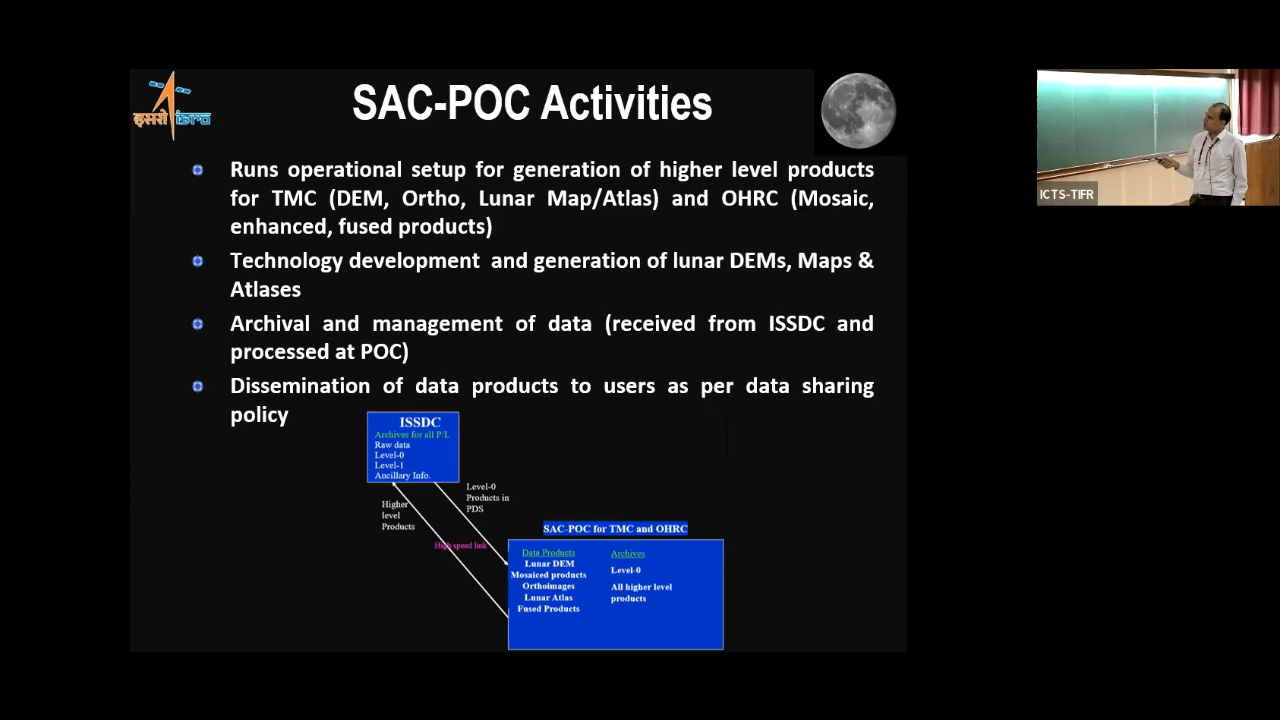 SAC-POC Activities
इसरो isro
Runs operational setup for generation of higher level products
for TMC (DEM, Ortho, Lunar Map/Atlas) and OHRC (Mosaic,
enhanced, fused products)
Technology development and generation of lunar DEMs, Maps &
Atlases
Archival and management of data (received from ISSDC and
processed at POC)
Dissemination of data products to users as per data sharing
policy
ISSDC
Archives for all P/L
Raw data
Level-0
Level-1
Ancillary Info.
Level-0
Products in
PDS
Higher
level
Products
High speed link
SAC-POC for TMC and OHRC
Data Products
Lunar DEM
Mosaiced products
Orthoimages
Lunar Atlas
Fused Products
Archives
Level-0
All higher level
products
ICTS-TIFR